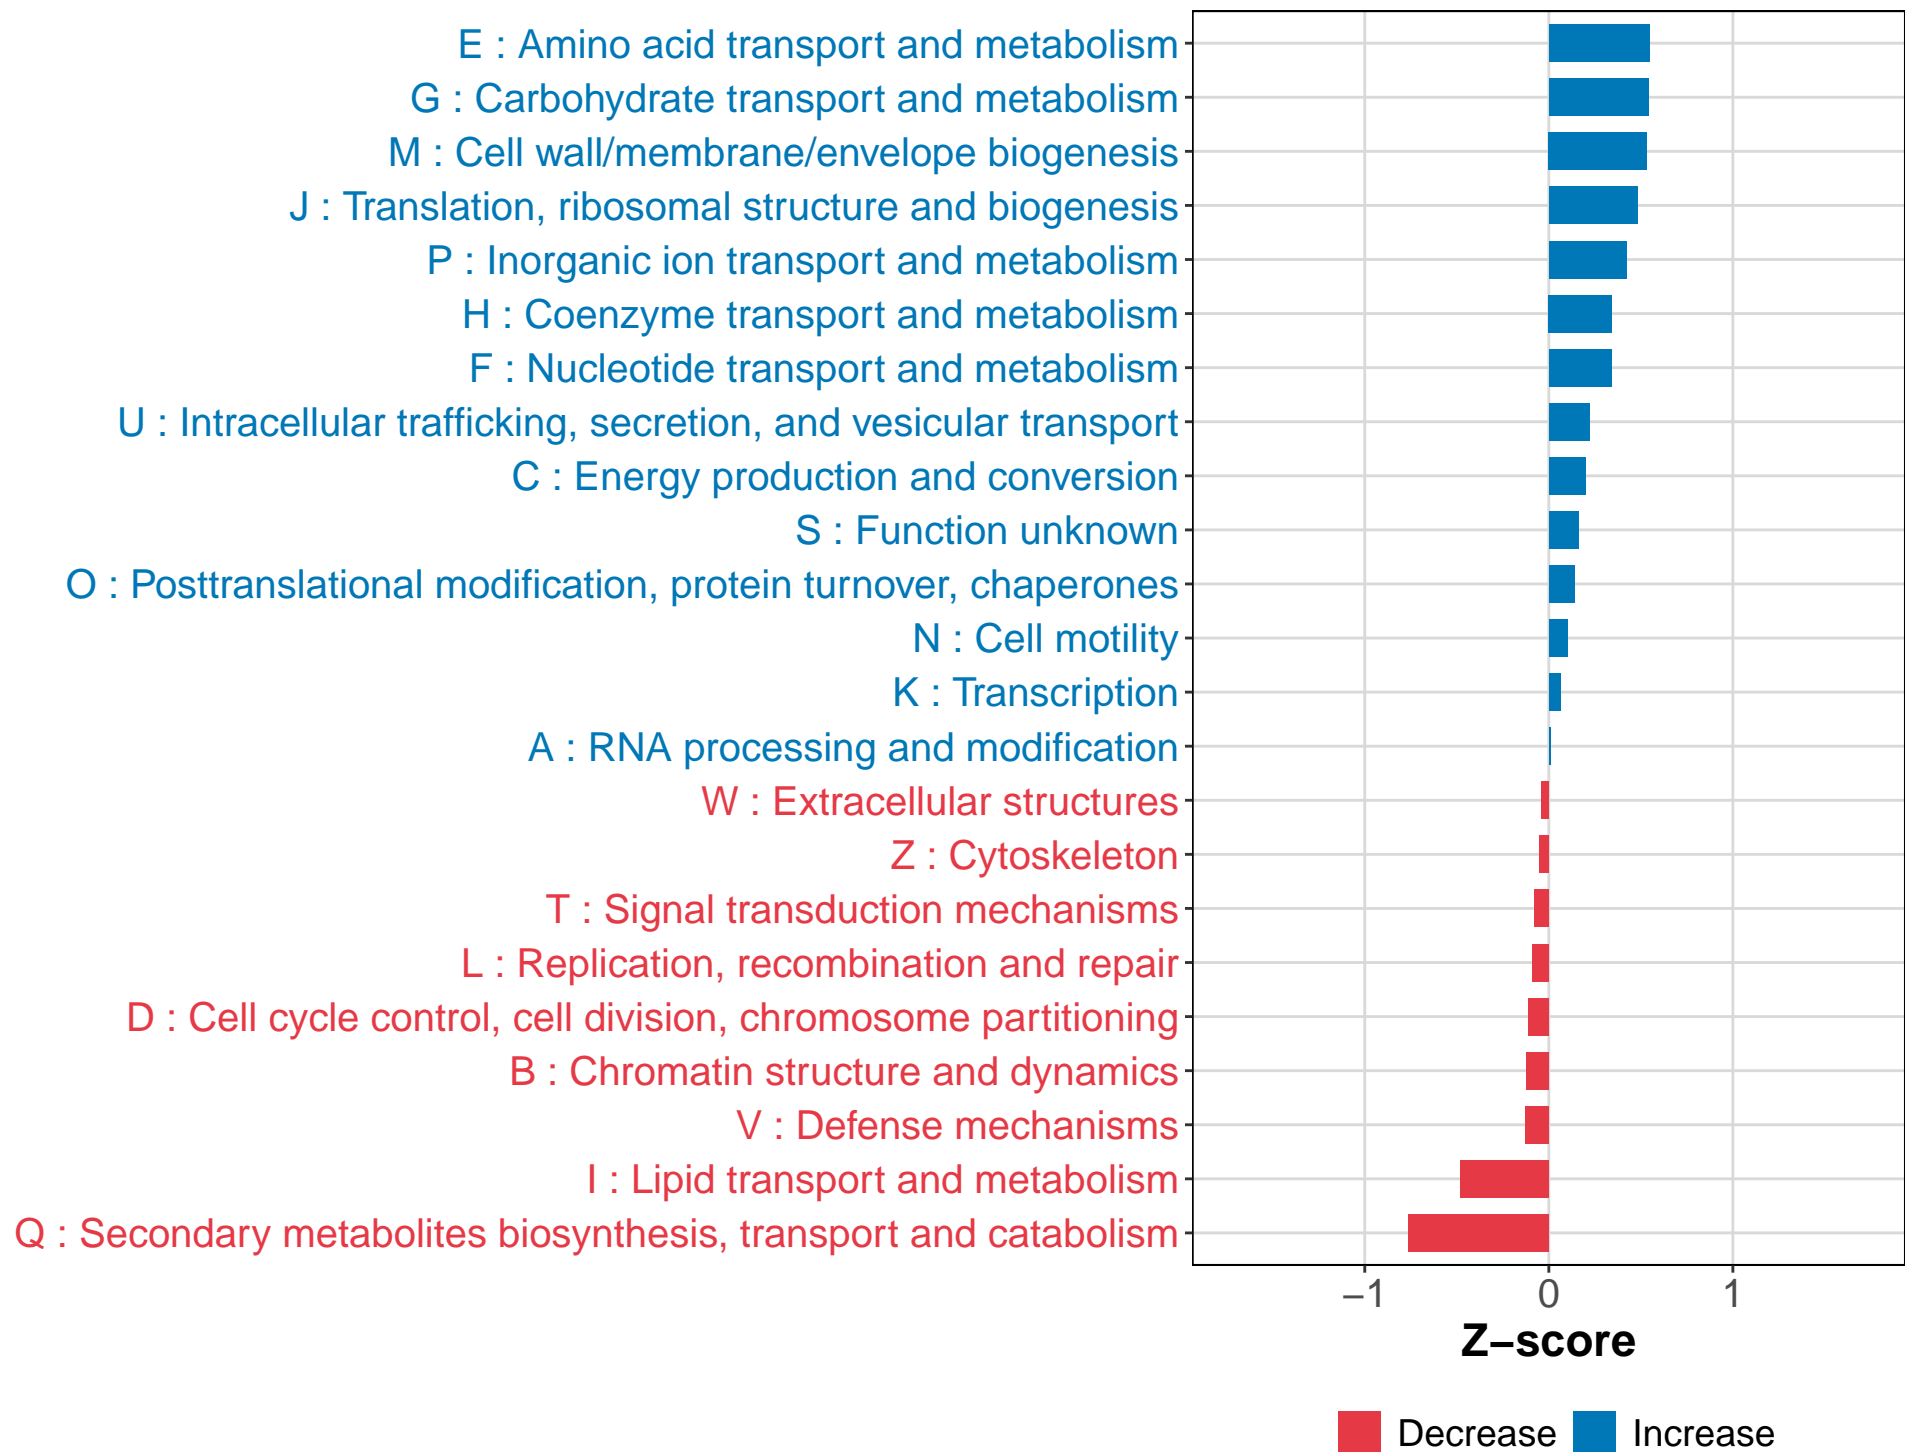 E : Amino acid transport and metabolism
G : Carbohydrate transport and metabolism
M : Cell wall/membrane/envelope biogenesis
J : Translation, ribosomal structure and biogenesis
P : Inorganic ion transport and metabolism
H : Coenzyme transport and metabolism
F : Nucleotide transport and metabolism
U : Intracellular trafficking, secretion, and vesicular transport
C : Energy production and conversion
S : Function unknown
O : Posttranslational modification, protein turnover, chaperones
N : Cell motility
K : Transcription
A : RNA processing and modification
W : Extracellular structures
Z : Cytoskeleton
T : Signal transduction mechanisms
L : Replication, recombination and repair
D : Cell cycle control, cell division, chromosome partitioning
B : Chromatin structure and dynamics
V : Defense mechanisms
I : Lipid transport and metabolism
Q : Secondary metabolites biosynthesis, transport and catabolism
−1 0 1
Z−score
Decrease Increase